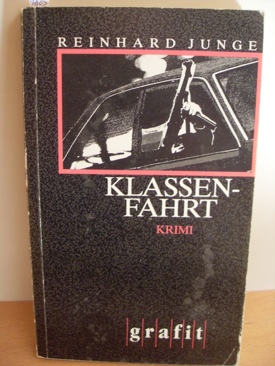 REINHARD JUNGE
KLASSEN-
FAHRT
KRIMI
grafit